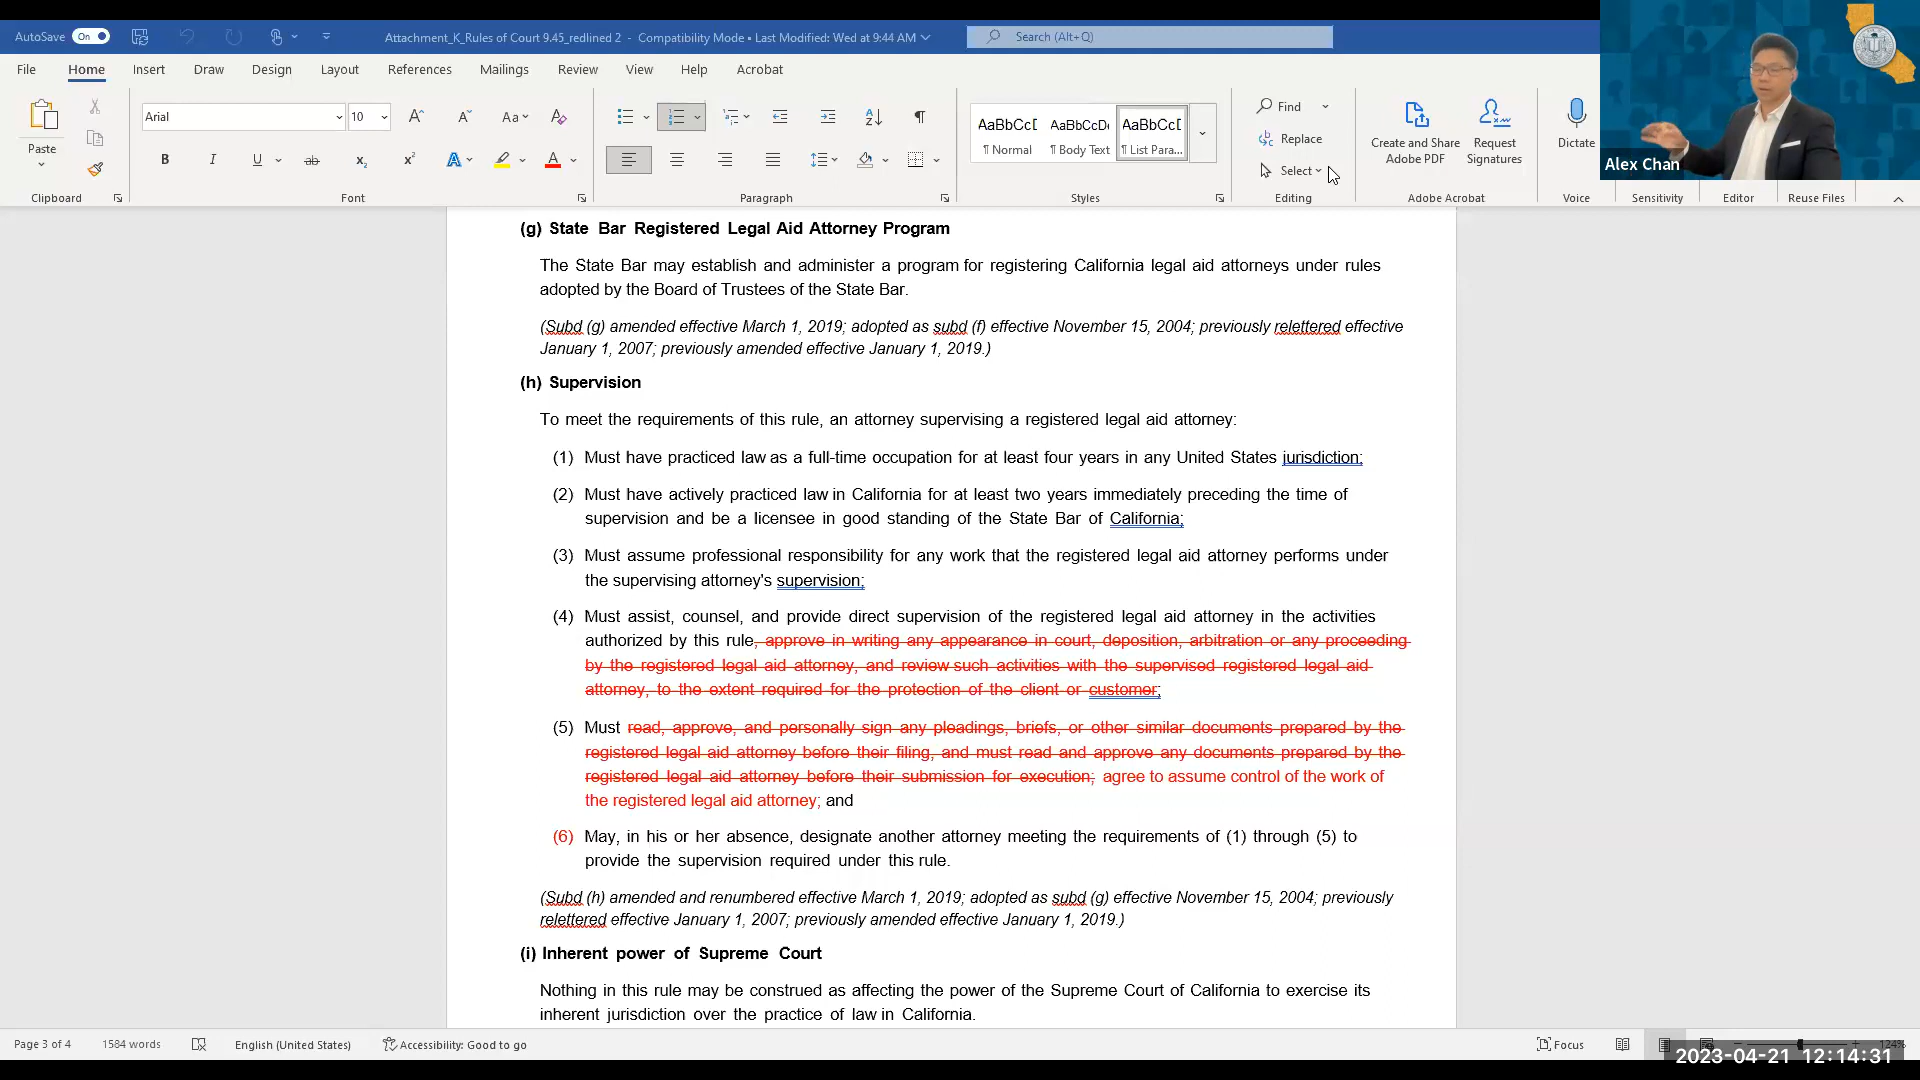 AutoSave On Attachment_K_Rules of Court 9.45_redlined 2 - Compatibility Mode • Last Modified: Wed at 9:44 AM Search (Alt+Q)
File Home Insert Draw Design Layout References Mailings Review View Help Acrobat
Arial 10 Aa A
Paste
B I U ab x₂ x² A A
AaBbCcD AaBbCcDc AaBbCcD
¶ Normal ¶ Body Text ¶ List Para...
Find
Replace
Select
Create and Share Adobe PDF
Request Signatures
Dictate
Alex Chan
Clipboard Font Paragraph Styles Editing Adobe Acrobat Voice Sensitivity Editor Reuse Files
(g) State Bar Registered Legal Aid Attorney Program
The State Bar may establish and administer a program for registering California legal aid attorneys under rules
adopted by the Board of Trustees of the State Bar.
(Subd (g) amended effective March 1, 2019; adopted as subd (f) effective November 15, 2004; previously relettered effective
January 1, 2007; previously amended effective January 1, 2019.)
(h) Supervision
To meet the requirements of this rule, an attorney supervising a registered legal aid attorney:
(1) Must have practiced law as a full-time occupation for at least four years in any United States jurisdiction;
(2) Must have actively practiced law in California for at least two years immediately preceding the time of
supervision and be a licensee in good standing of the State Bar of California;
(3) Must assume professional responsibility for any work that the registered legal aid attorney performs under
the supervising attorney's supervision;
(4) Must assist, counsel, and provide direct supervision of the registered legal aid attorney in the activities
authorized by this rule, approve in writing any appearance in court, deposition, arbitration or any proceeding
by the registered legal aid attorney, and review such activities with the supervised registered legal aid
attorney, to the extent required for the protection of the client or customer;
(5) Must read, approve, and personally sign any pleadings, briefs, or other similar documents prepared by the
registered legal aid attorney before their filing, and must read and approve any documents prepared by the
registered legal aid attorney before their submission for execution; agree to assume control of the work of
the registered legal aid attorney; and
(6) May, in his or her absence, designate another attorney meeting the requirements of (1) through (5) to
provide the supervision required under this rule.
(Subd (h) amended and renumbered effective March 1, 2019; adopted as subd (g) effective November 15, 2004; previously
relettered effective January 1, 2007; previously amended effective January 1, 2019.)
(i) Inherent power of Supreme Court
Nothing in this rule may be construed as affecting the power of the Supreme Court of California to exercise its
inherent jurisdiction over the practice of law in California.
Page 3 of 4 1584 words English (United States) Accessibility: Good to go Focus 124%
2023-04-21 12:14:31